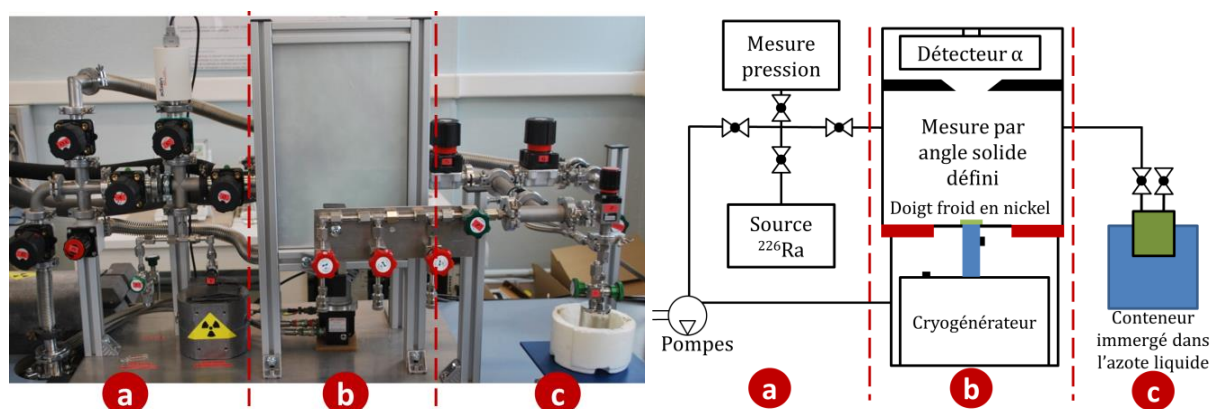 a
b
c
Mesure
pression
Source
²²⁶Ra
Pompes
a
Détecteur α
Mesure par
angle solide
défini
Doigt froid en nickel
Cryogénérateur
b
Conteneur
immergé dans
l’azote liquide
c